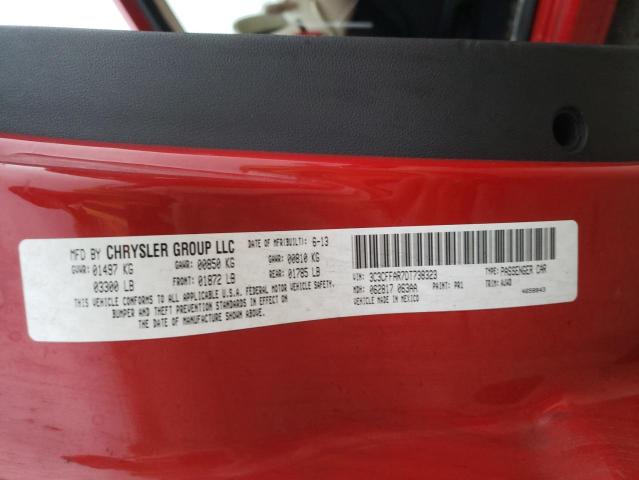 MFD BY CHRYSLER GROUP LLC DATE OF MFR(BUILT): 6-13
GVWR: 01497 KG GAWR: 00850 KG GAWR: 00810 KG
03300 LB FRONT: 01872 LB REAR: 01785 LB
THIS VEHICLE CONFORMS TO ALL APPLICABLE U.S.A. FEDERAL MOTOR VEHICLE SAFETY,
BUMPER AND THEFT PREVENTION STANDARDS IN EFFECT ON
THE DATE OF MANUFACTURE SHOWN ABOVE.
VIN: 3C3CFFAR7DT738323 TYPE: PASSENGER CAR
MDH: 062817 063AA PAINT: PR1 TRIM:
VEHICLE MADE IN MEXICO